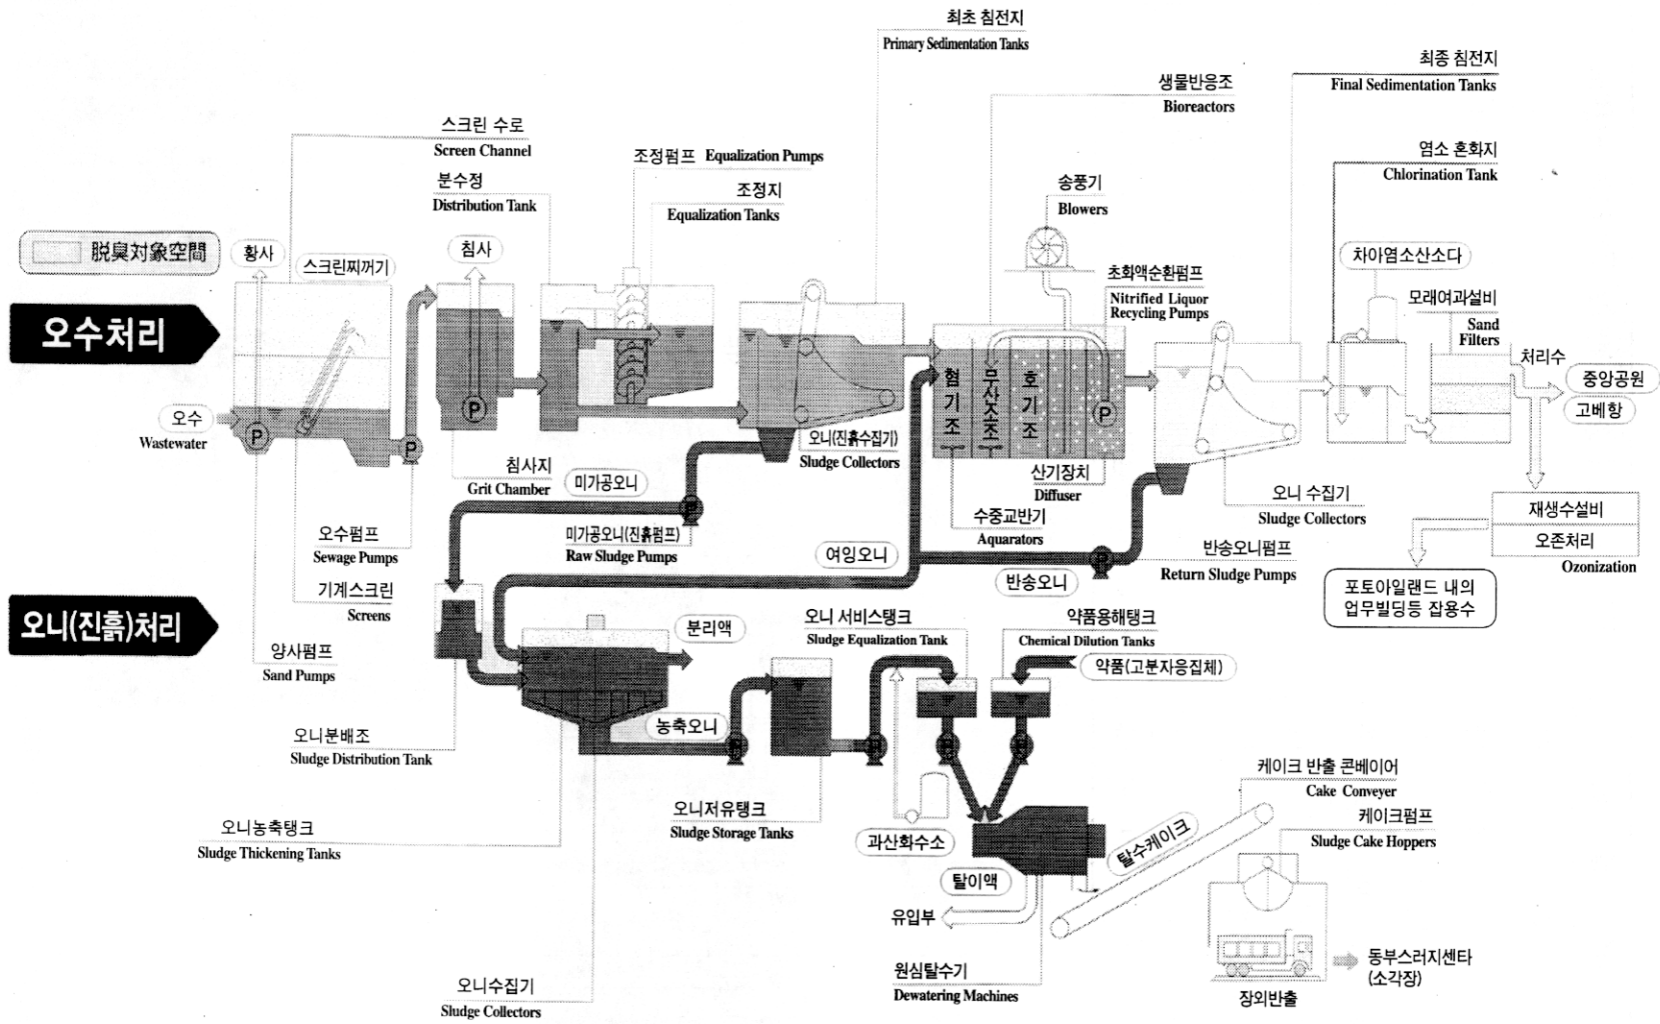 최초 침전지
Primary Sedimentation Tanks
최종 침전지
Final Sedimentation Tanks
생물반응조
Bioreactors
스크린 수로
Screen Channel
조정펌프 Equalization Pumps
염소 혼화지
Chlorination Tank
분수정
Distribution Tank
조정지
Equalization Tanks
송풍기
Blowers
脱臭対象空間
황사
스크린찌꺼기
침사
초화액순환펌프
Nitrified Liquor
Recycling Pumps
차아염소산소다
모래여과설비
Sand
Filters
오수처리
처리수
중앙공원
고베항
오수
Wastewater
P
P
P
혐기조
무산소조
호기조
P
오니(진흙수집기)
Sludge Collectors
침사지
Grit Chamber
미가공오니
산기장치
Diffuser
오니 수집기
Sludge Collectors
재생수설비
오존처리
Ozonization
오수펌프
Sewage Pumps
미가공오니(진흙펌프)
Raw Sludge Pumps
P
수중교반기
Aquarators
여잉오니
반송오니
P
반송오니펌프
Return Sludge Pumps
포토아일랜드 내의
업무빌딩등 잡용수
기계스크린
Screens
오니(진흙)처리
양사펌프
Sand Pumps
분리액
오니 서비스탱크
Sludge Equalization Tank
약품용해탱크
Chemical Dilution Tanks
약품(고분자응집체)
농축오니
오니분배조
Sludge Distribution Tank
오니저유탱크
Sludge Storage Tanks
케이크 반출 콘베이어
Cake Conveyer
케이크펌프
Sludge Cake Hoppers
오니농축탱크
Sludge Thickening Tanks
과산화수소
탈수케이크
탈이액
유입부
원심탈수기
Dewatering Machines
오니수집기
Sludge Collectors
장외반출
동부스러지센타
(소각장)